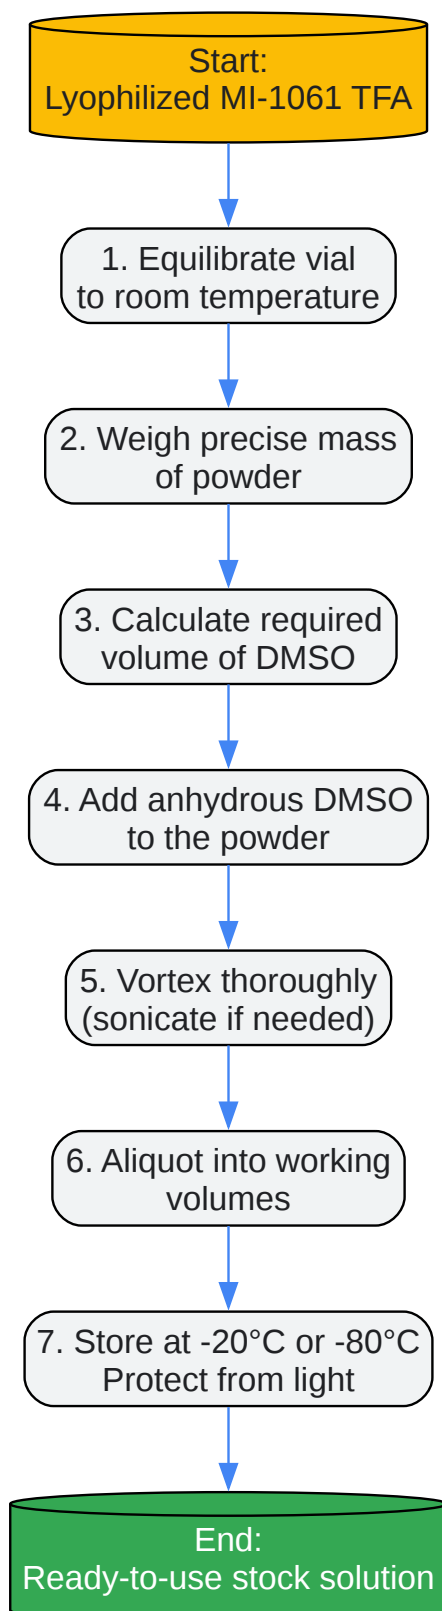 Start:
Lyophilized MI-1061 TFA
1. Equilibrate vial
to room temperature
2. Weigh precise mass
of powder
3. Calculate required
volume of DMSO
4. Add anhydrous DMSO
to the powder
5. Vortex thoroughly
(sonicate if needed)
6. Aliquot into working
volumes
7. Store at -20°C or -80°C
Protect from light
End:
Ready-to-use stock solution